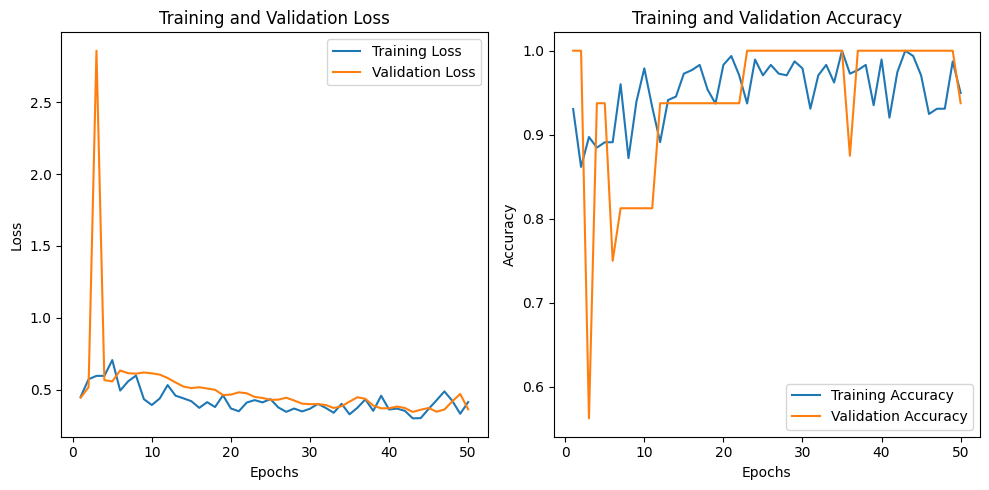 Training and Validation Loss
Training Loss
Validation Loss
2.5
2.0
1.5
1.0
0.5
Loss
0 10 20 30 40 50
Epochs
Training and Validation Accuracy
1.0
0.9
0.8
0.7
0.6
Accuracy
Training Accuracy
Validation Accuracy
0 10 20 30 40 50
Epochs